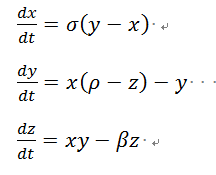 dx/dt = σ(y − x)
dy/dt = x(ρ − z) − y
dz/dt = xy − βz